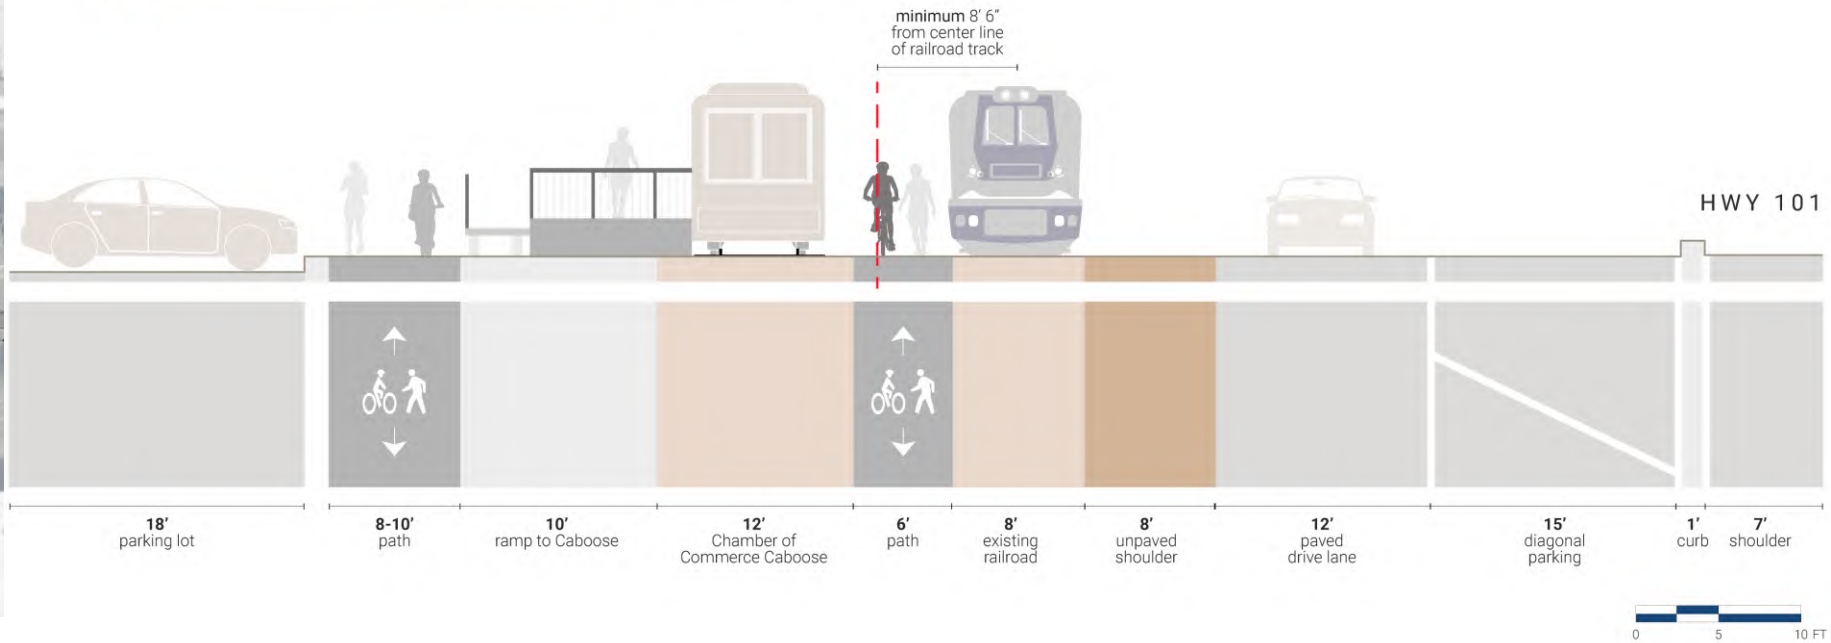 minimum 8' 6"
from center line
of railroad track
HWY 101
18'
parking lot
8-10'
path
10'
ramp to Caboose
12'
Chamber of
Commerce Caboose
6'
path
8'
existing
railroad
8'
unpaved
shoulder
12'
paved
drive lane
15'
diagonal
parking
1'
curb
7'
shoulder
0 5 10 FT